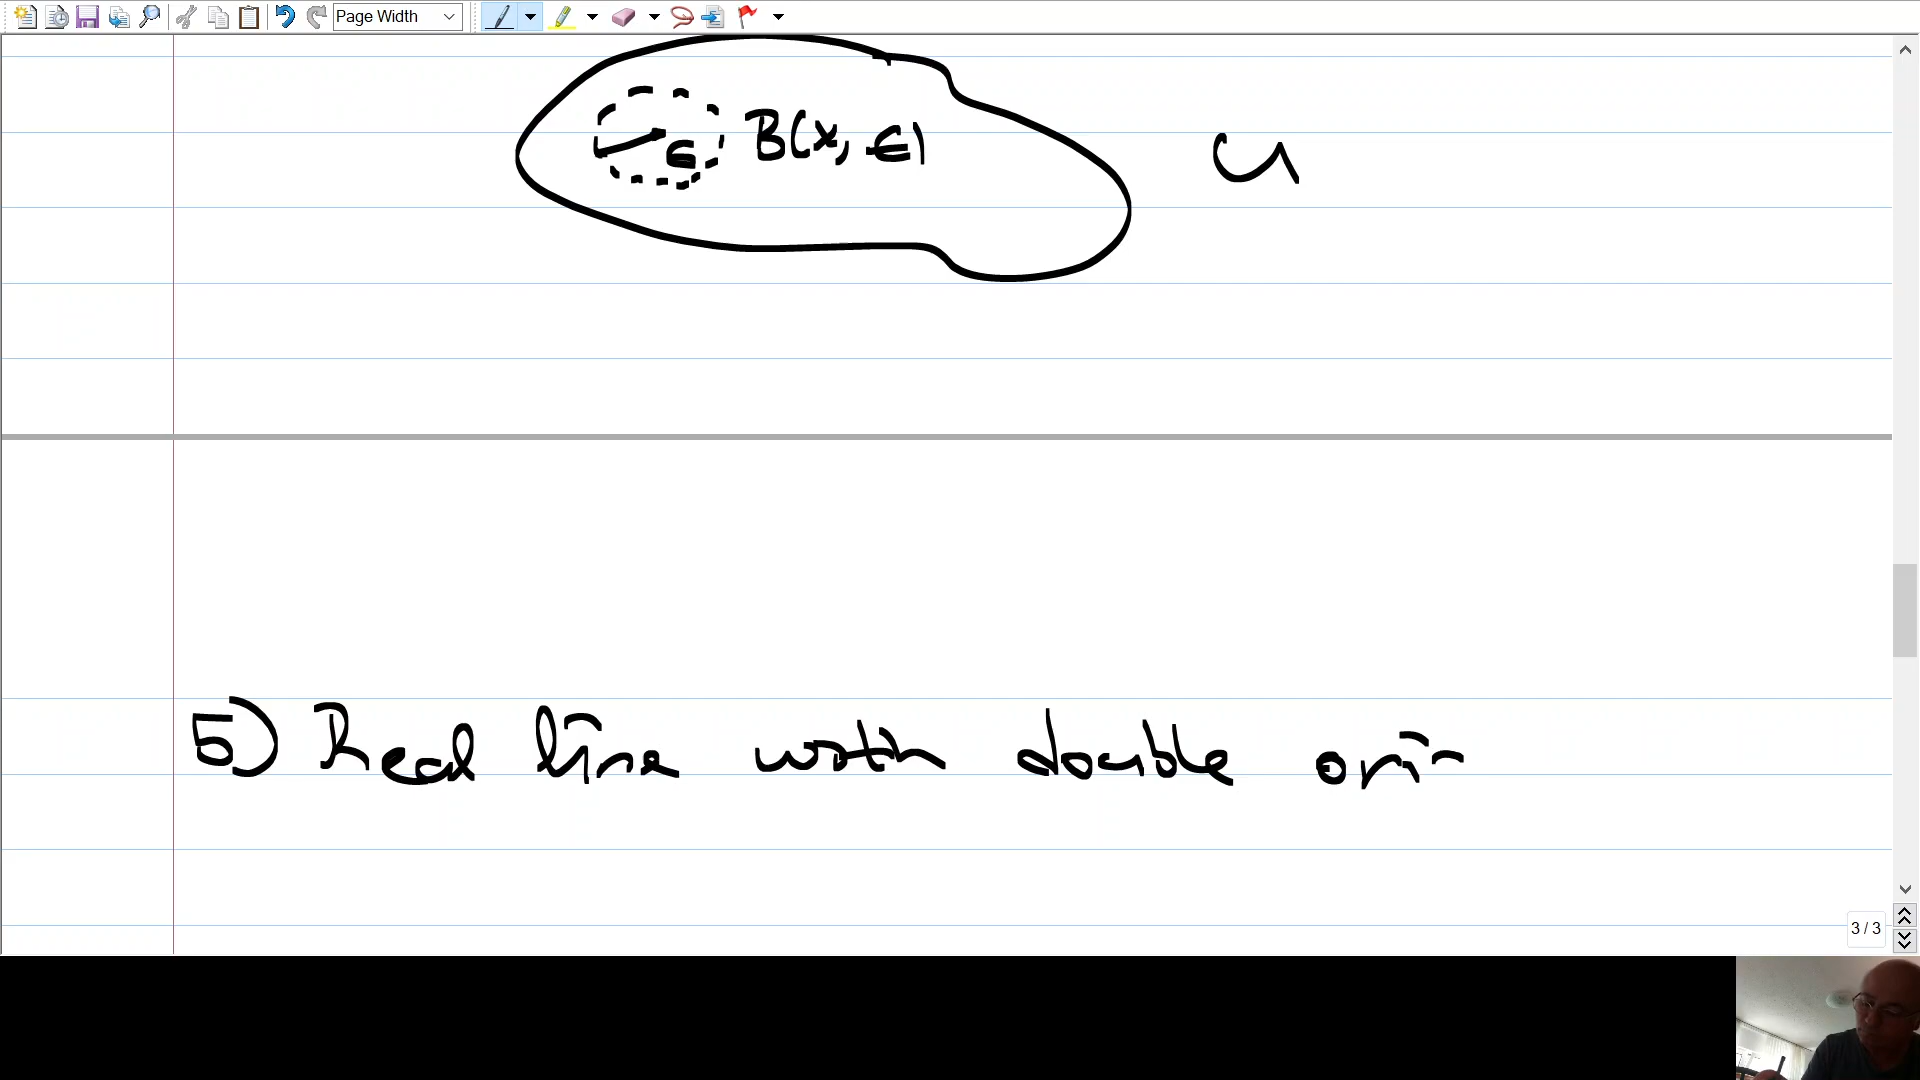 Page Width
ϵ B(x, ϵ) U
5) Real line with double ori
3 / 3